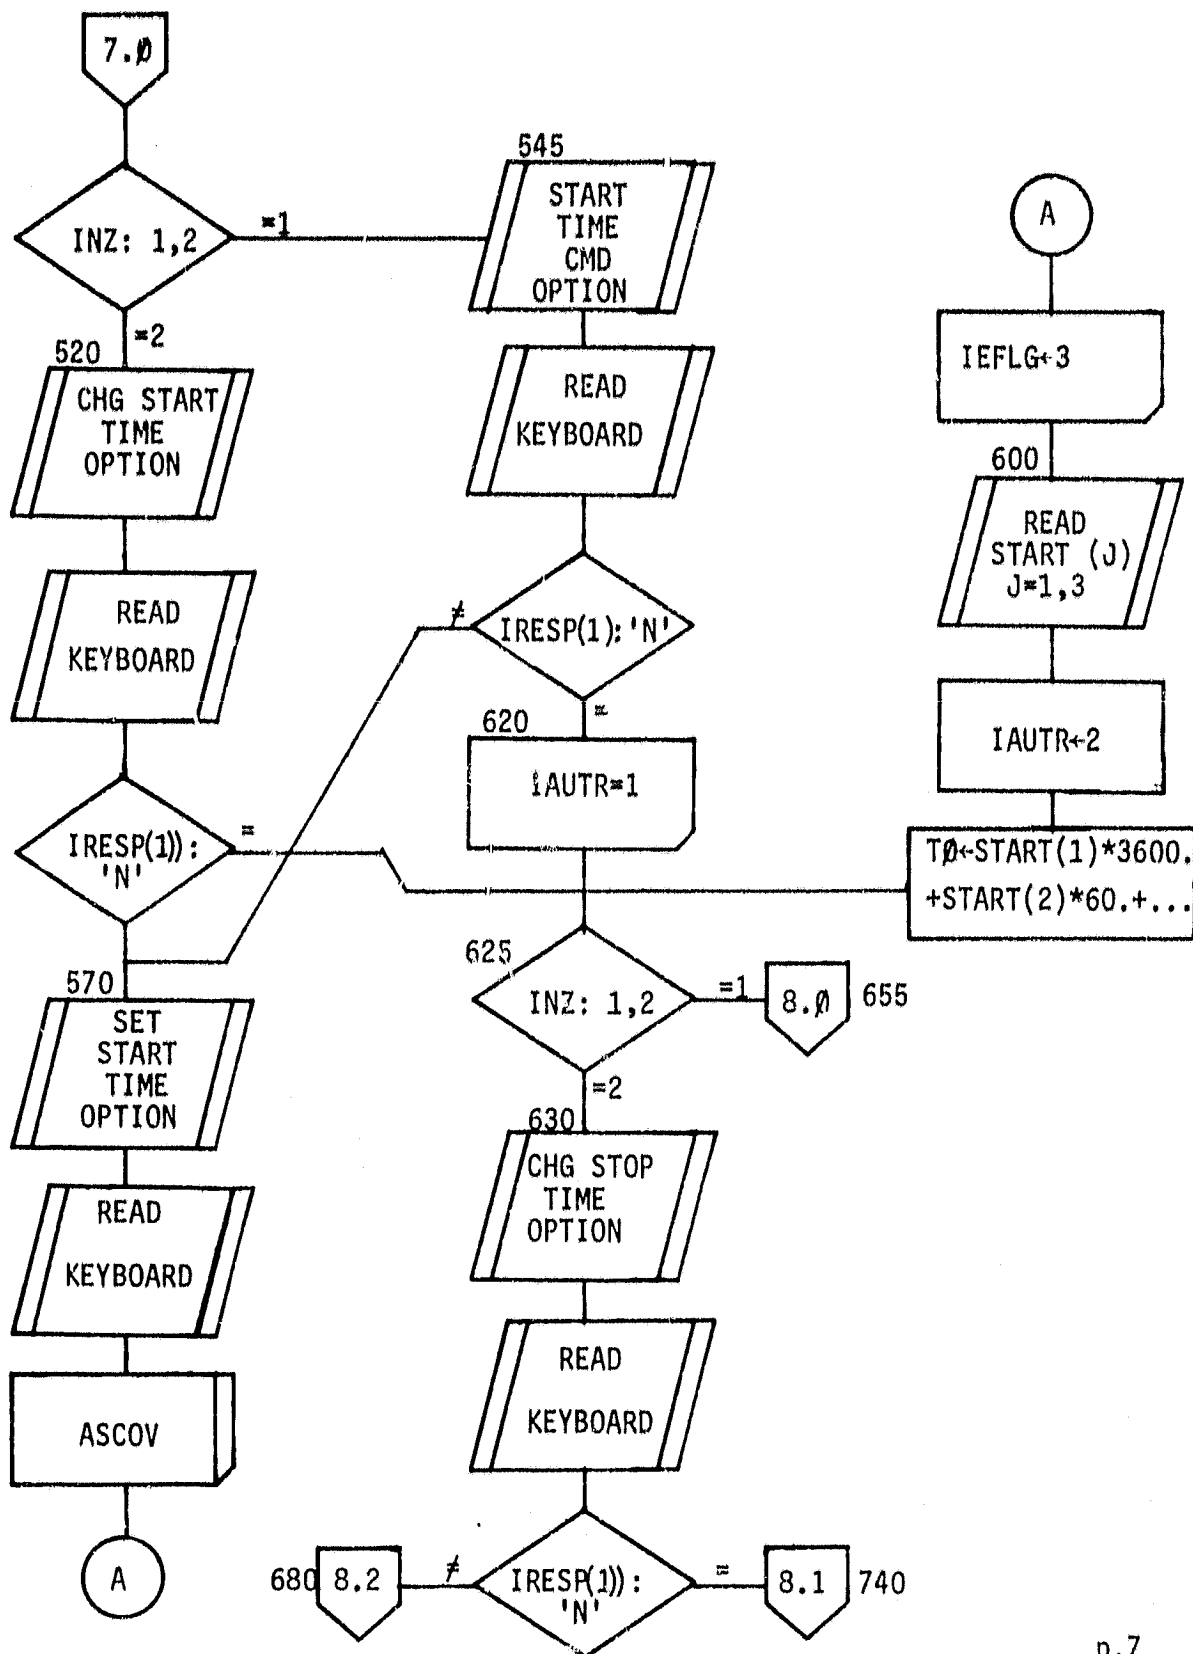 7.Ø
INZ: 1,2
=1
=2
520
CHG START
TIME
OPTION
READ
KEYBOARD
IRESP(1)):
'N'
=
570
SET
START
TIME
OPTION
READ
KEYBOARD
ASCOV
A
545
START
TIME
CMD
OPTION
READ
KEYBOARD
≠
IRESP(1):'N'
=
620
IAUTR=1
625
INZ: 1,2
=1
8.Ø
655
=2
630
CHG STOP
TIME
OPTION
READ
KEYBOARD
680
8.2
≠
IRESP(1)):
'N'
=
8.1
740
A
IEFLG←3
600
READ
START (J)
J=1,3
IAUTR←2
TØ←START(1)*3600.
+START(2)*60.+...
p.7